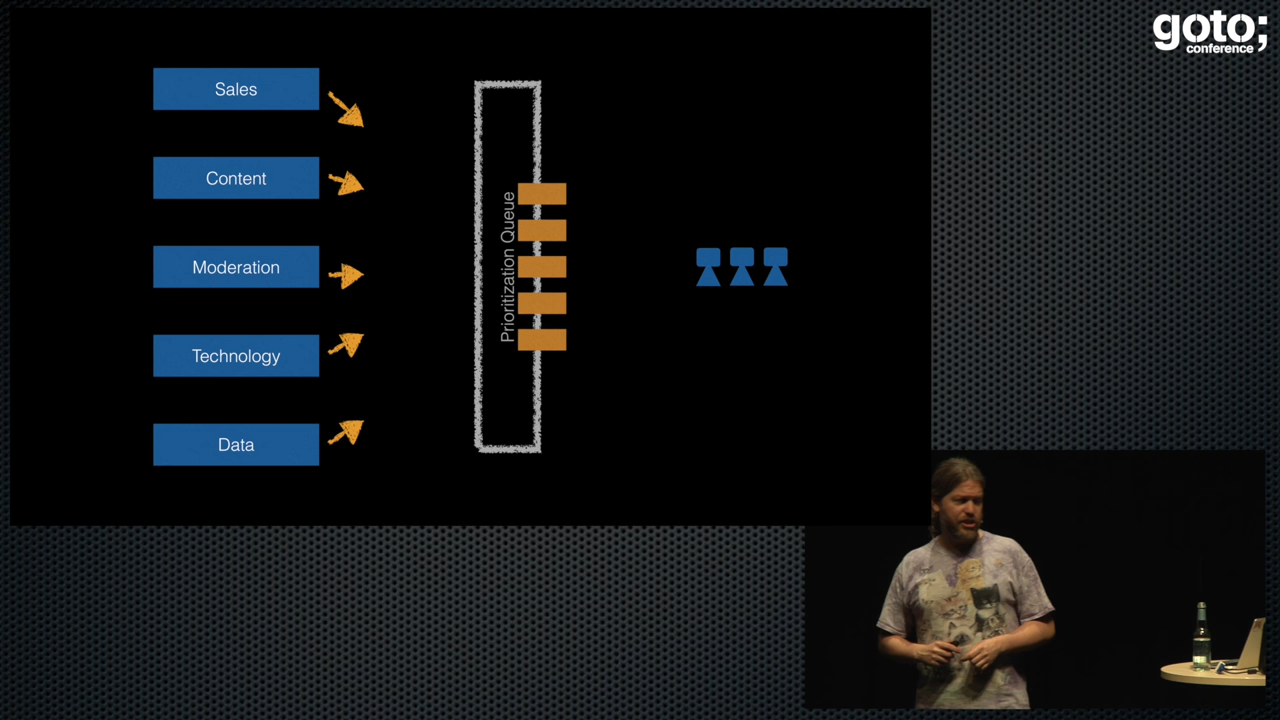 goto;
conference
Sales
Content
Moderation
Technology
Data
Prioritization Queue